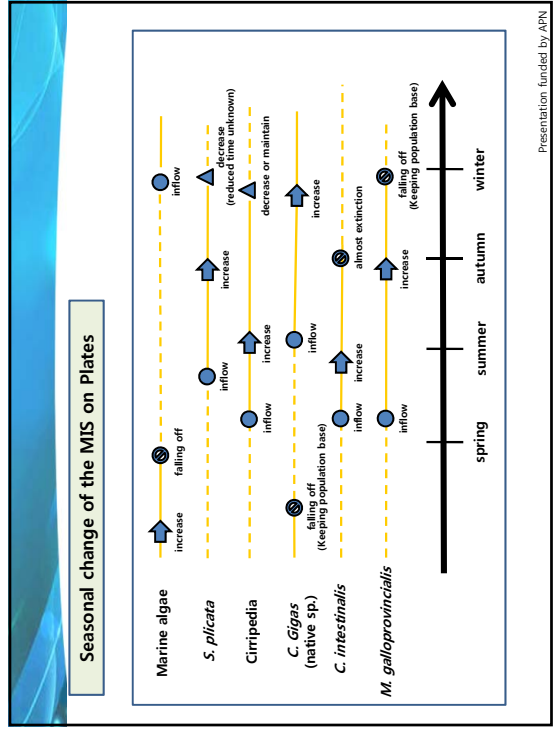 Seasonal change of the MIS on Plates
Marine algae
increase
falling off
inflow
S. plicata
inflow
increase
decrease
(reduced time unknown)
Cirripedia
inflow
increase
decrease or maintain
C. Gigas
(native sp.)
falling off
(Keeping population base)
inflow
increase
C. intestinalis
inflow
increase
almost extinction
M. galloprovincialis
inflow
increase
falling off
(Keeping population base)
spring
summer
autumn
winter
Presentation funded by APN